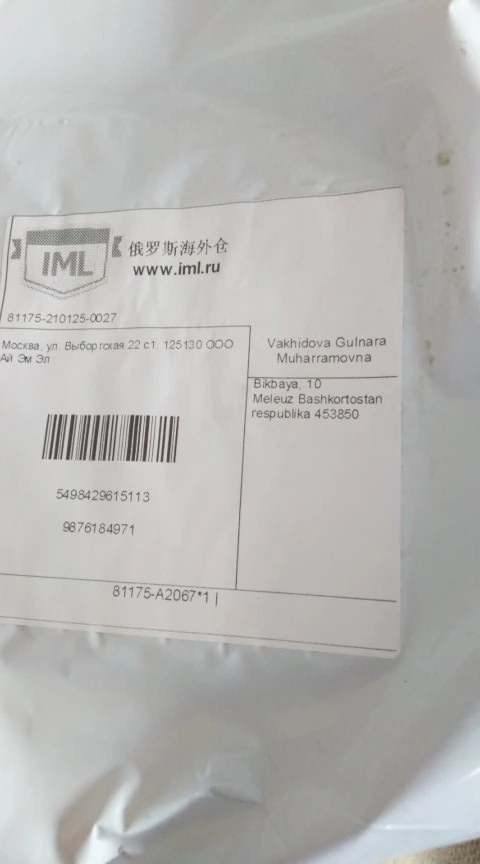 IML
俄罗斯海外仓
www.iml.ru
81175-210125-0027
Москва, ул. Выборгская 22 с1, 125130 ООО
Ай Эм Эл
Vakhidova Gulnara
Muharramovna
Bikbaya, 10
Meleuz Bashkortostan
respublika 453850
5498429615113
9876184971
81175-A2067*1 |